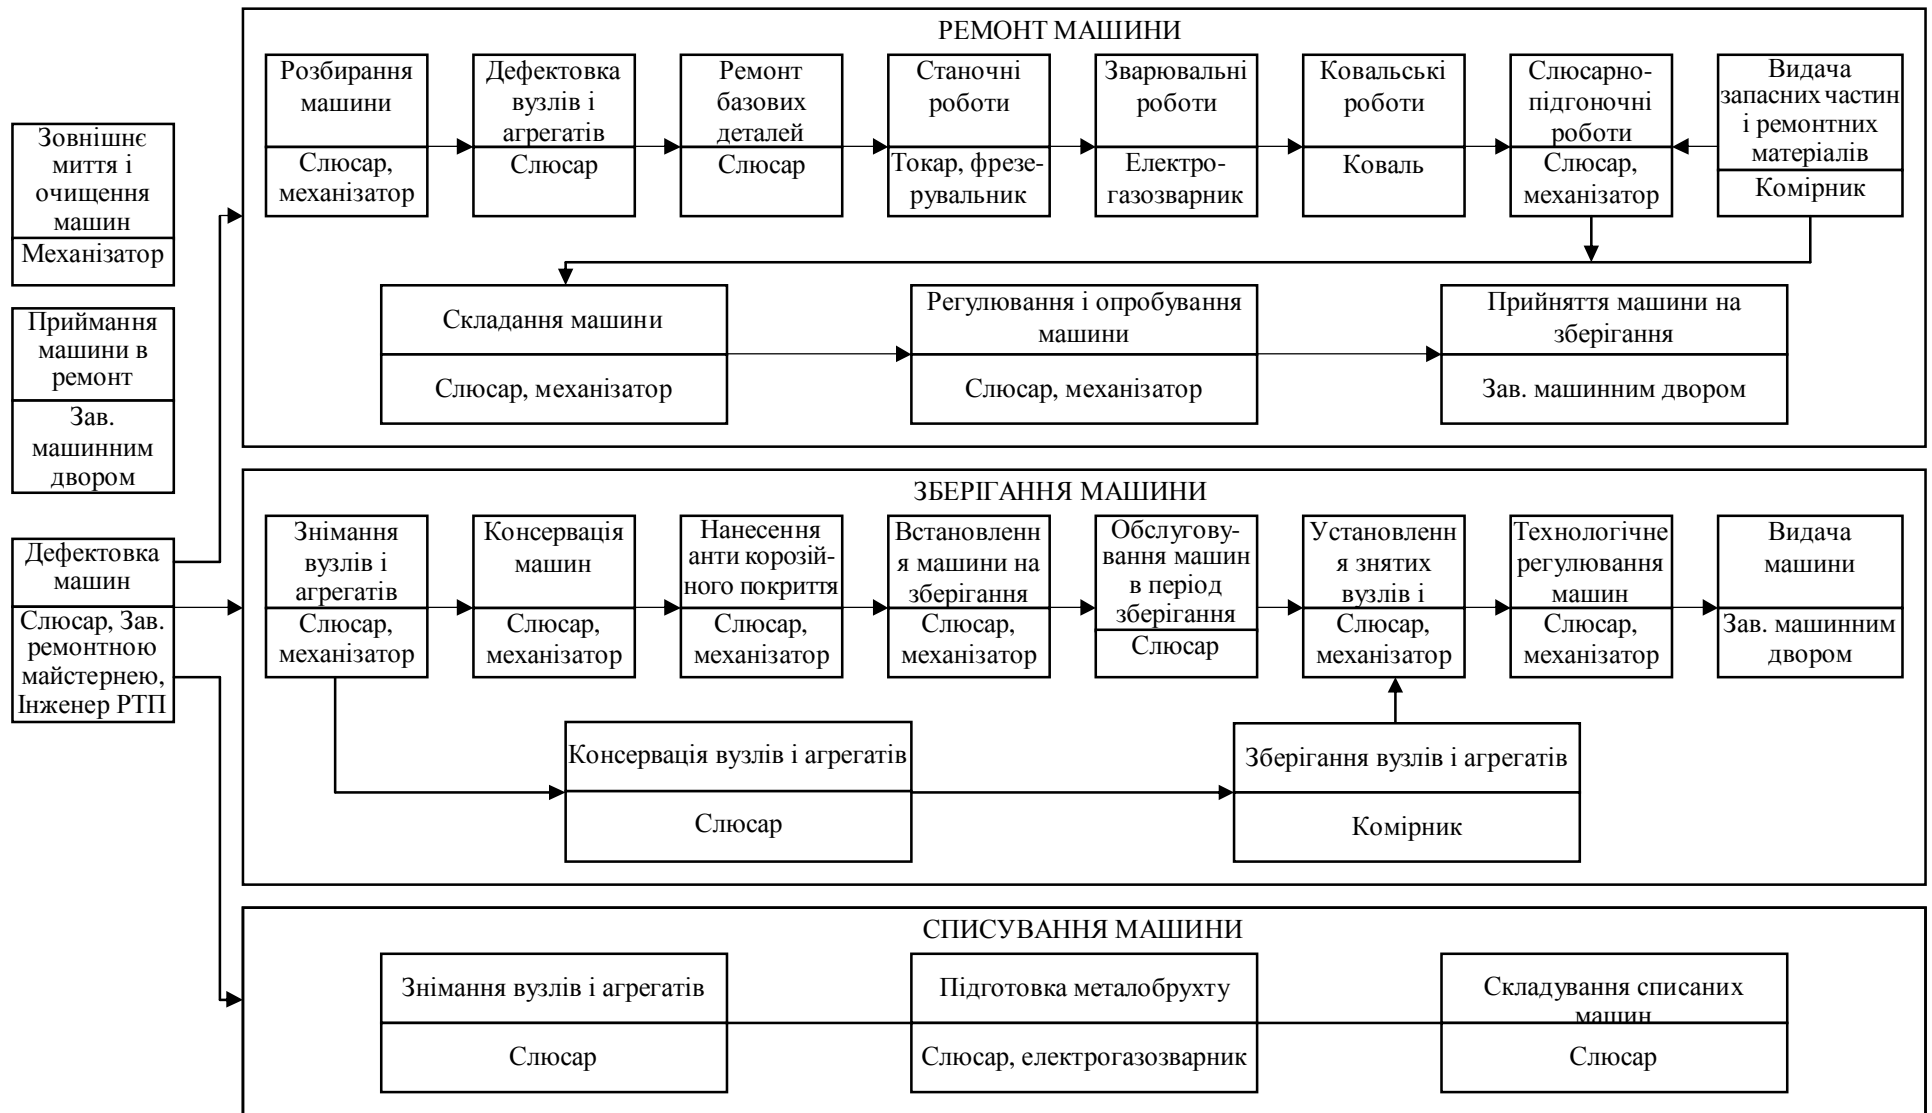 Зовнішнє
миття і
очищення
машин
Механізатор
Приймання
машини в
ремонт
Зав.
машинним
двором
Дефектовка
машин
Слюсар, Зав.
ремонтною
майстернею,
Інженер РТП
РЕМОНТ МАШИНИ
Розбирання
машини
Слюсар,
механізатор
Дефектовка
вузлів і
агрегатів
Слюсар
Ремонт
базових
деталей
Слюсар
Станочні
роботи
Токар, фрезе-
рувальник
Зварювальні
роботи
Електро-
газозварник
Ковальські
роботи
Коваль
Слюсарно-
підгоночні
роботи
Слюсар,
механізатор
Видача
запасних частин
і ремонтних
матеріалів
Комірник
Складання машини
Слюсар, механізатор
Регулювання і опробування
машини
Слюсар, механізатор
Прийняття машини на
зберігання
Зав. машинним двором
ЗБЕРІГАННЯ МАШИНИ
Знімання
вузлів і
агрегатів
Слюсар,
механізатор
Консервація
машин
Слюсар,
механізатор
Нанесення
анти корозій-
ного покриття
Слюсар,
механізатор
Встановленн
я машини на
зберігання
Слюсар,
механізатор
Обслугову-
вання машин
в період
зберігання
Слюсар
Установленн
я знятих
вузлів і
Слюсар,
механізатор
Технологічне
регулювання
машин
Слюсар,
механізатор
Видача
машини
Зав. машинним
двором
Консервація вузлів і агрегатів
Слюсар
Зберігання вузлів і агрегатів
Комірник
СПИСУВАННЯ МАШИНИ
Знімання вузлів і агрегатів
Слюсар
Підготовка металобрухту
Слюсар, електрогазозварник
Складування списаних
машин
Слюсар